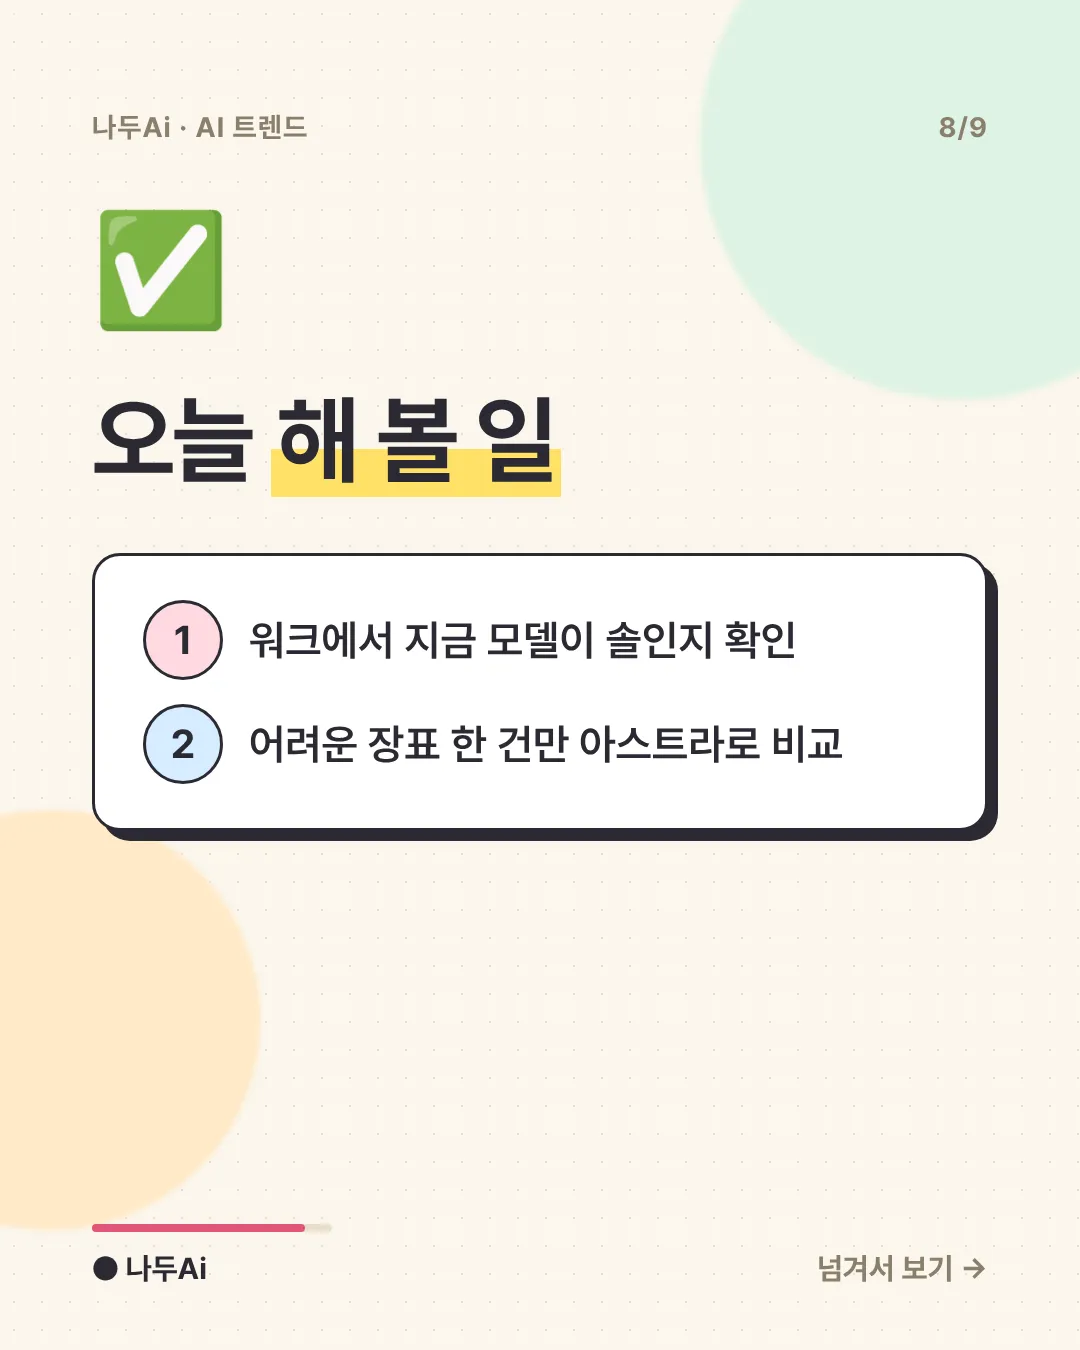 나두Ai · AI 트렌드
8/9
✅
오늘 해 볼 일
1 워크에서 지금 모델이 솔인지 확인
2 어려운 장표 한 건만 아스트라로 비교
● 나두Ai
넘겨서 보기 →